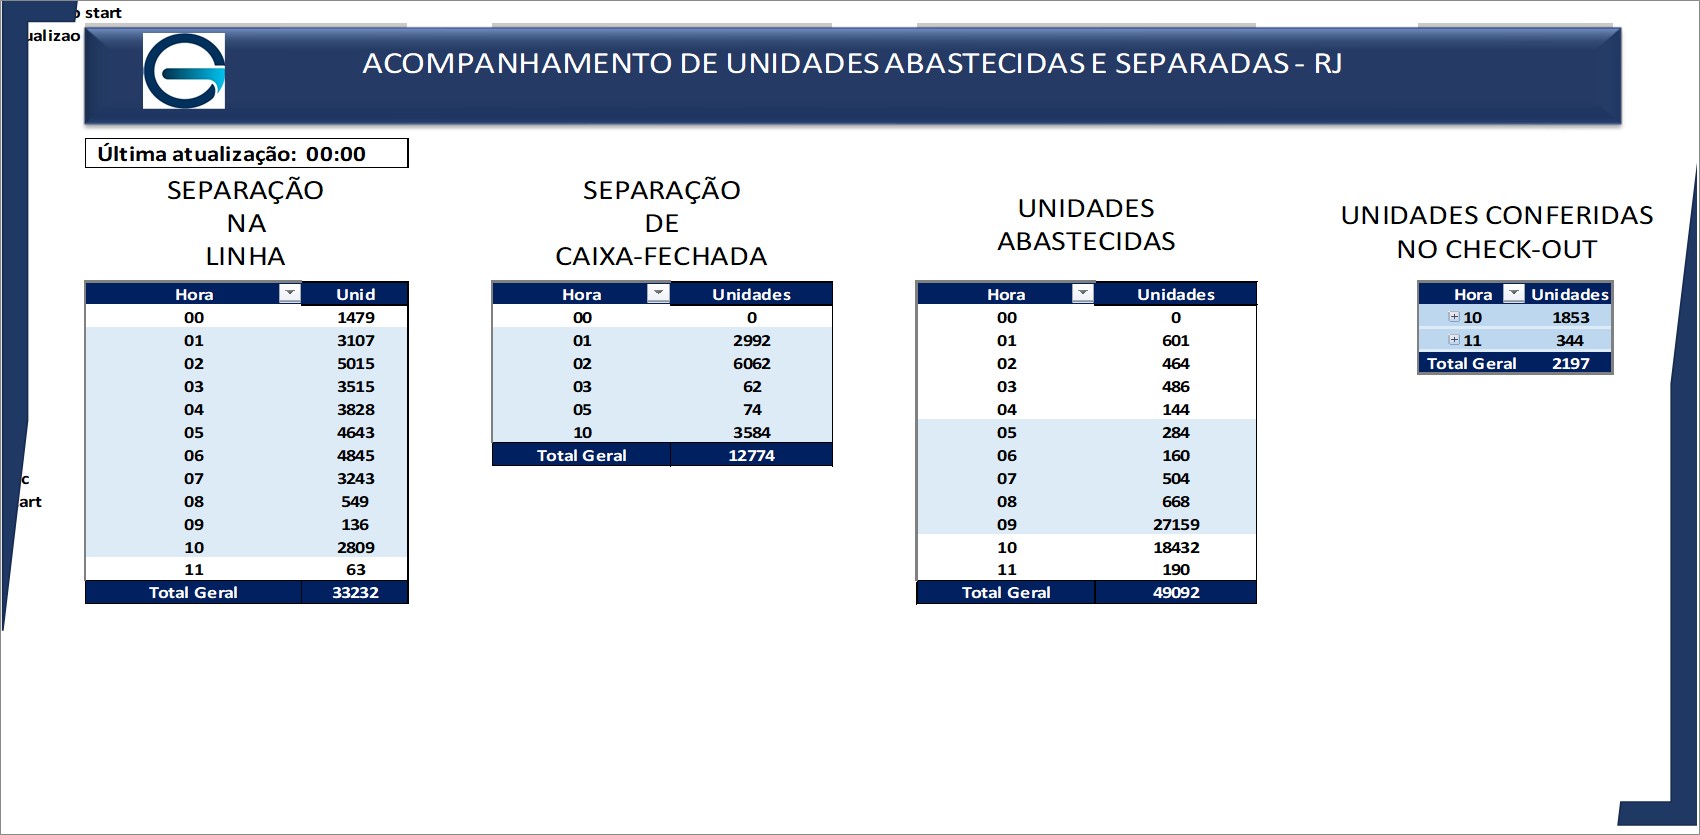 start
ualizao
ACOMPANHAMENTO DE UNIDADES ABASTECIDAS E SEPARADAS - RJ
Última atualização: 00:00
SEPARAÇÃO
NA
LINHA
Hora Unid
00 1479
01 3107
02 5015
03 3515
04 3828
05 4643
06 4845
07 3243
08 549
09 136
10 2809
11 63
Total Geral 33232
SEPARAÇÃO
DE
CAIXA-FECHADA
Hora Unidades
00 0
01 2992
02 6062
03 62
05 74
10 3584
Total Geral 12774
UNIDADES
ABASTECIDAS
Hora Unidades
00 0
01 601
02 464
03 486
04 144
05 284
06 160
07 504
08 668
09 27159
10 18432
11 190
Total Geral 49092
UNIDADES CONFERIDAS
NO CHECK-OUT
Hora Unidades
10 1853
11 344
Total Geral 2197
c
art